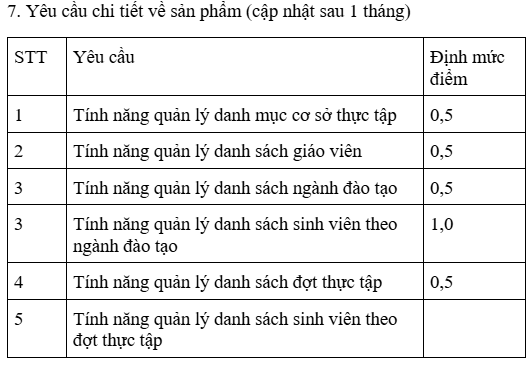 7. Yêu cầu chi tiết về sản phẩm (cập nhật sau 1 tháng)
STT Yêu cầu Định mức
điểm
1 Tính năng quản lý danh mục cơ sở thực tập 0,5
2 Tính năng quản lý danh sách giáo viên 0,5
3 Tính năng quản lý danh sách ngành đào tạo 0,5
3 Tính năng quản lý danh sách sinh viên theo 1,0
ngành đào tạo
4 Tính năng quản lý danh sách đợt thực tập 0,5
5 Tính năng quản lý danh sách sinh viên theo
đợt thực tập